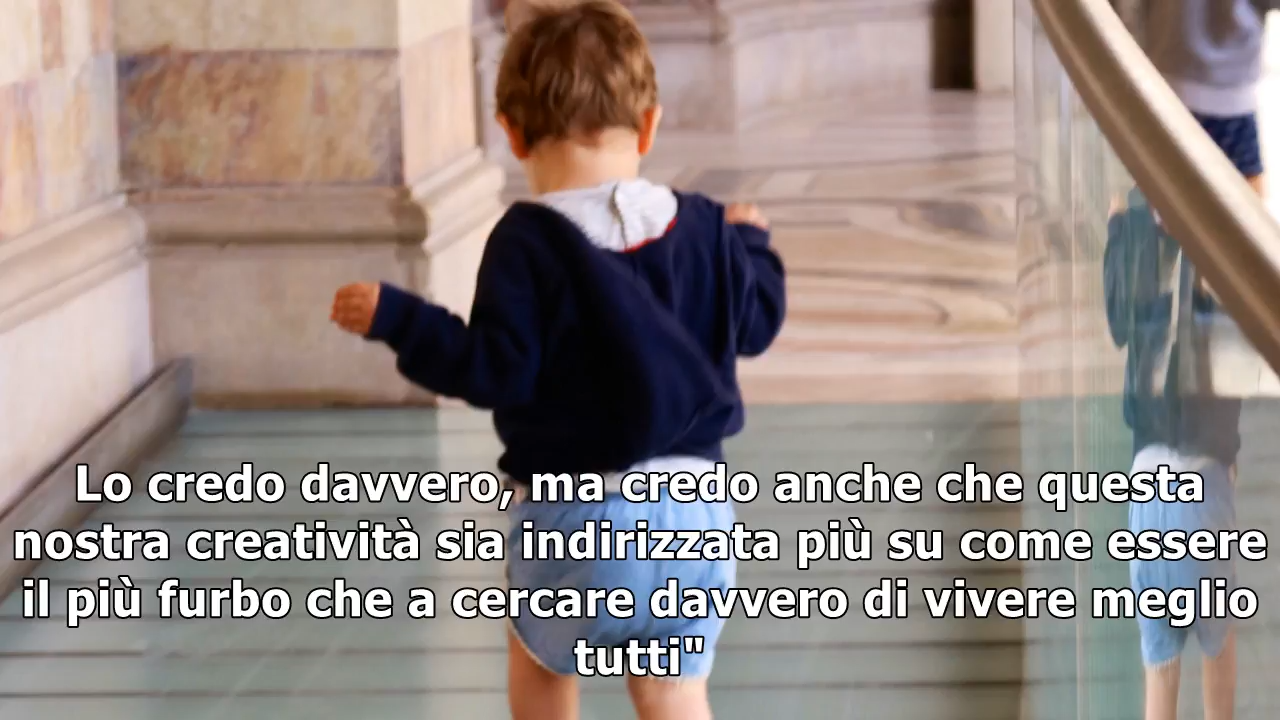 Lo credo davvero, ma credo anche che questa
nostra creatività sia indirizzata più su come essere
il più furbo che a cercare davvero di vivere meglio
tutti"